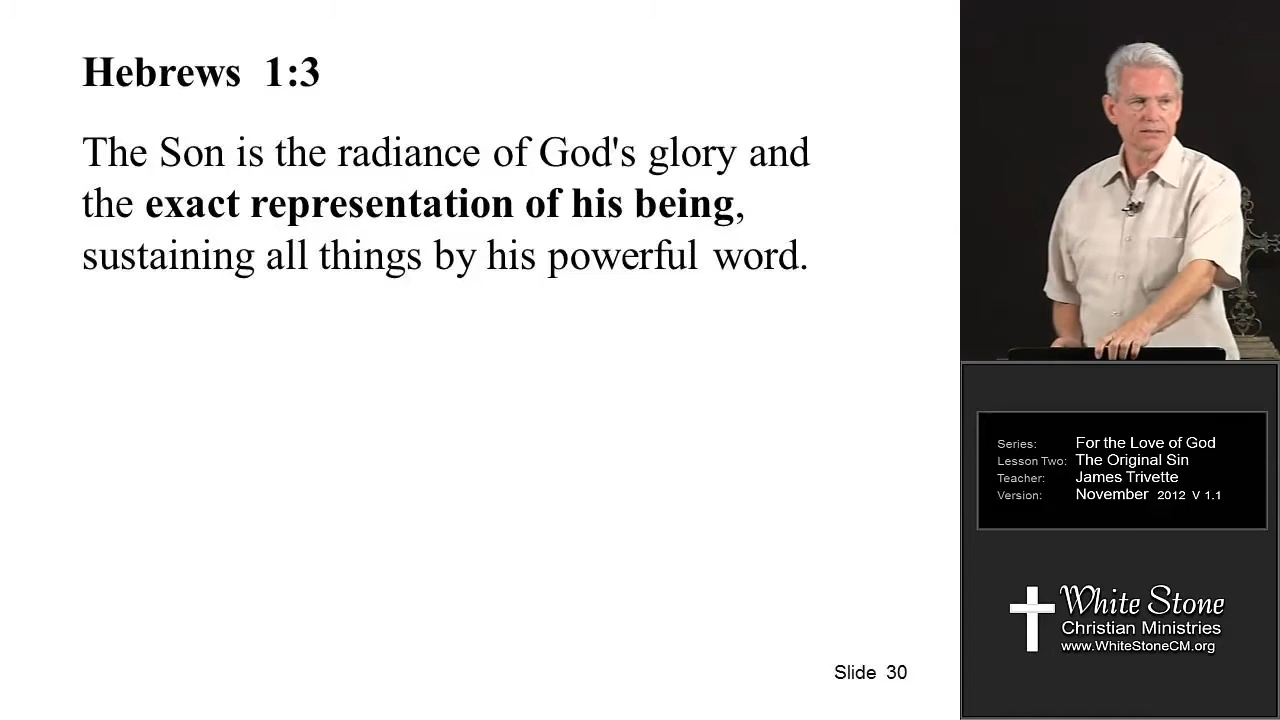 Hebrews 1:3
The Son is the radiance of God's glory and
the exact representation of his being,
sustaining all things by his powerful word.
Slide 30
Series: For the Love of God
Lesson Two: The Original Sin
Teacher: James Trivette
Version: November 2012 V 1.1
White Stone
Christian Ministries
www.WhiteStoneCM.org